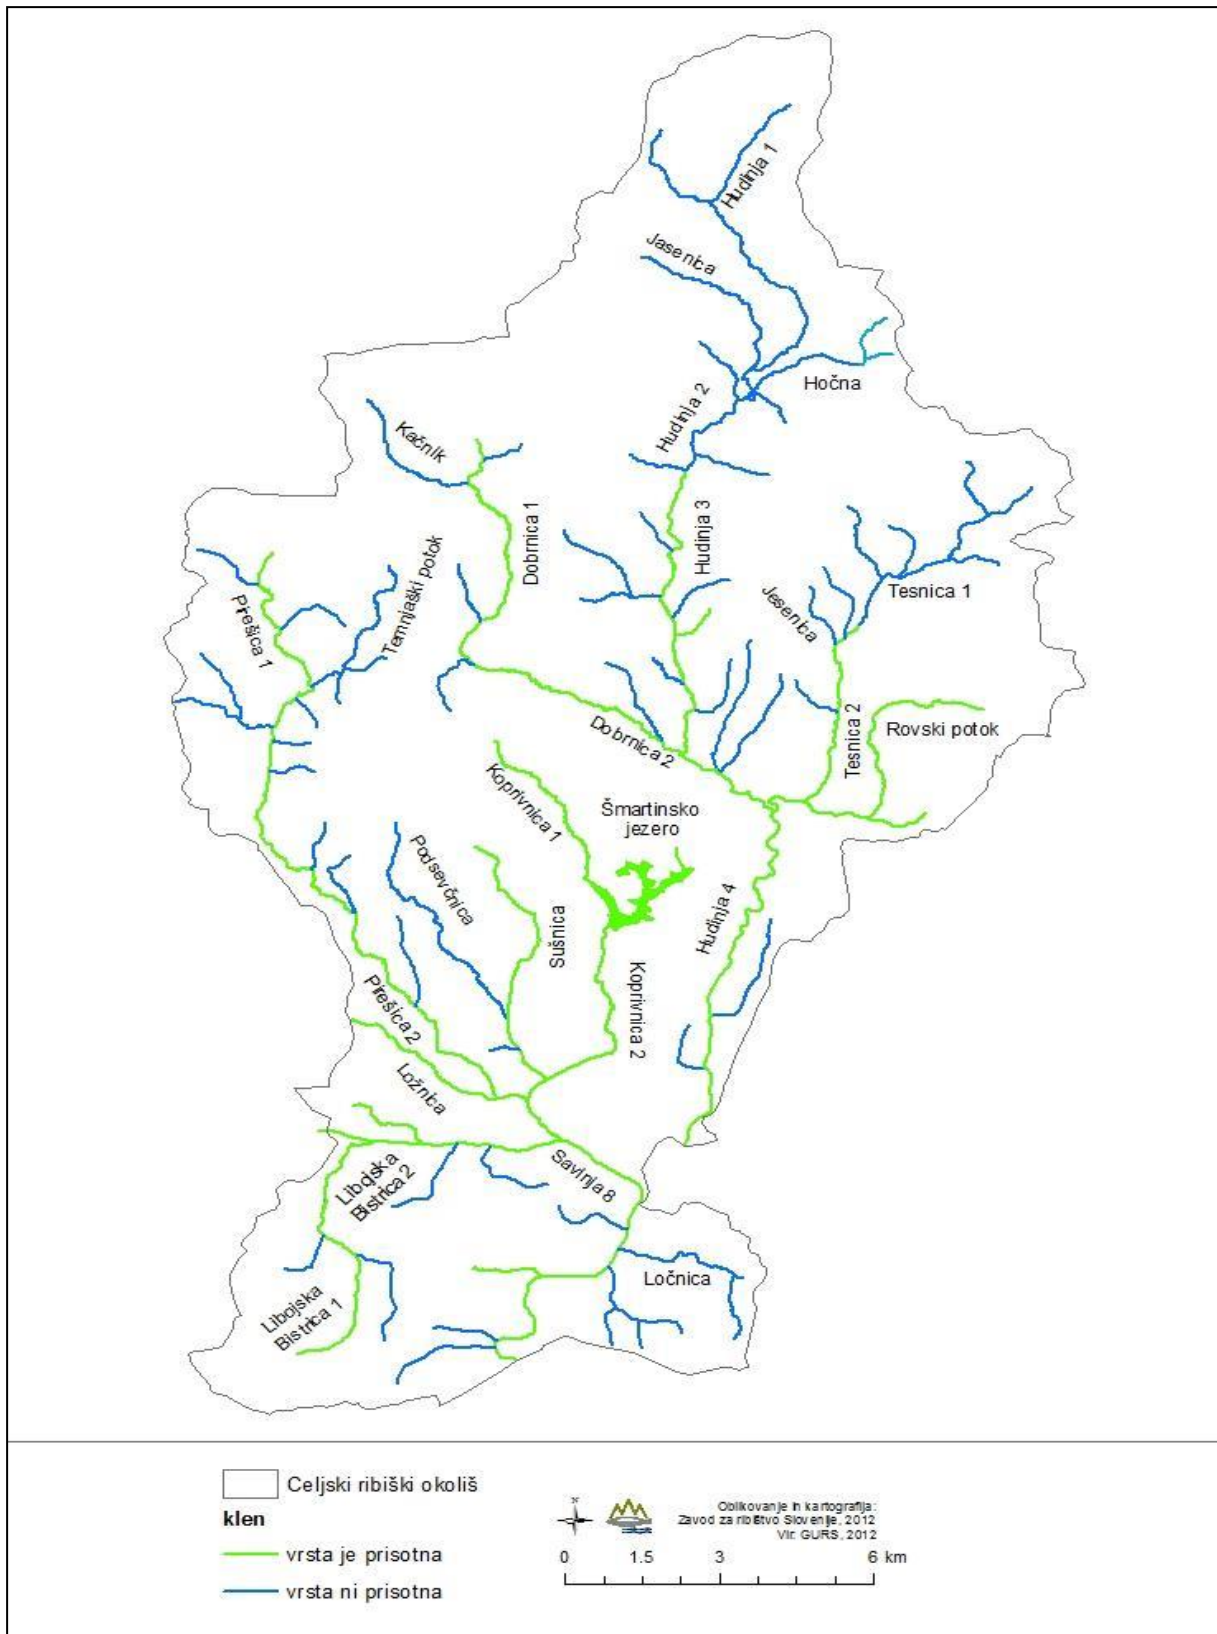 Hudinja 1
Jasenica
Hočna
Hudinja 2
Kačnik
Dobrnica 1
Hudinja 3
Temnjaški potok
Pirešica 1
Jesenica
Tesnica 1
Tesnica 2
Rovski potok
Dobrnica 2
Koprivnica 1
Šmartinsko
jezero
Podsevčnica
Sušnica
Hudinja 4
Koprivnica 2
Pirešica 2
Ložnica
Libojska
Bistrica 2
Savinja 8
Ločnica
Libojska
Bistrica 1
Celjski ribiški okoliš
klen
vrsta je prisotna
vrsta ni prisotna
N
Oblikovanje in kartografija:
Zavod za ribištvo Slovenije, 2012
Vir: GURS, 2012
0 1.5 3 6 km